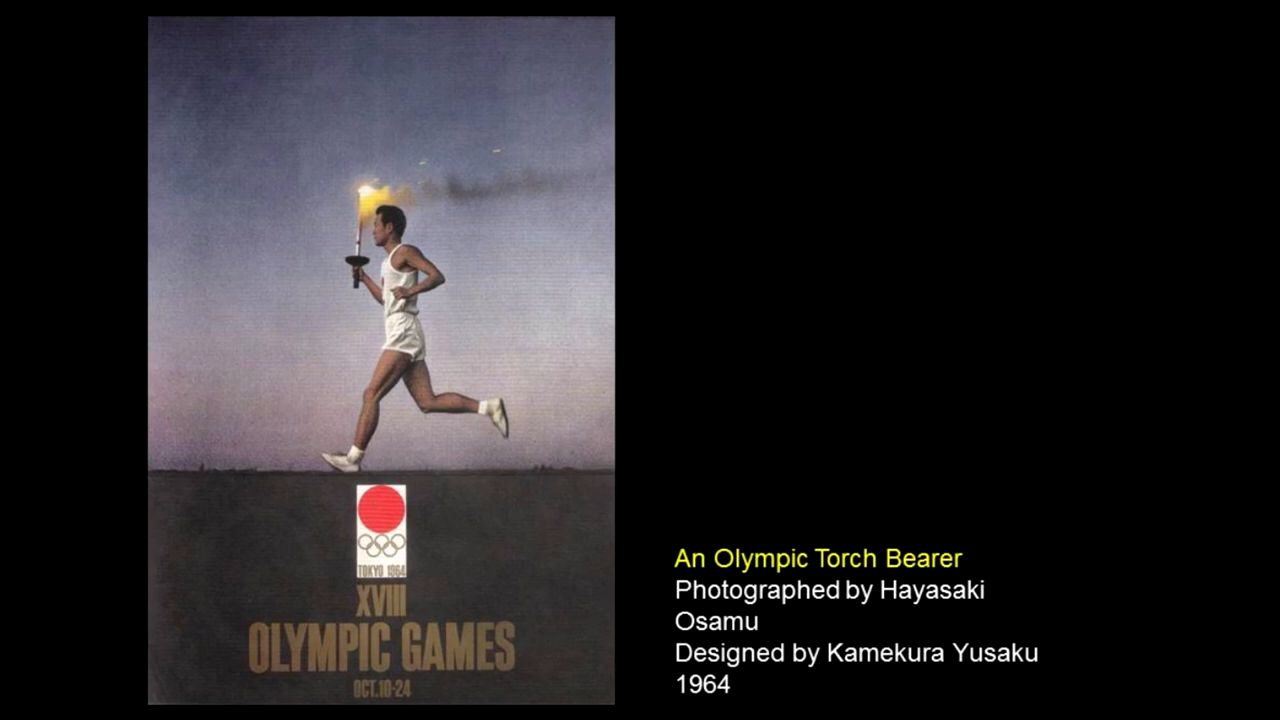 TOKYO 1964
XVIII
OLYMPIC GAMES
OCT.10-24
An Olympic Torch Bearer
Photographed by Hayasaki
Osamu
Designed by Kamekura Yusaku
1964